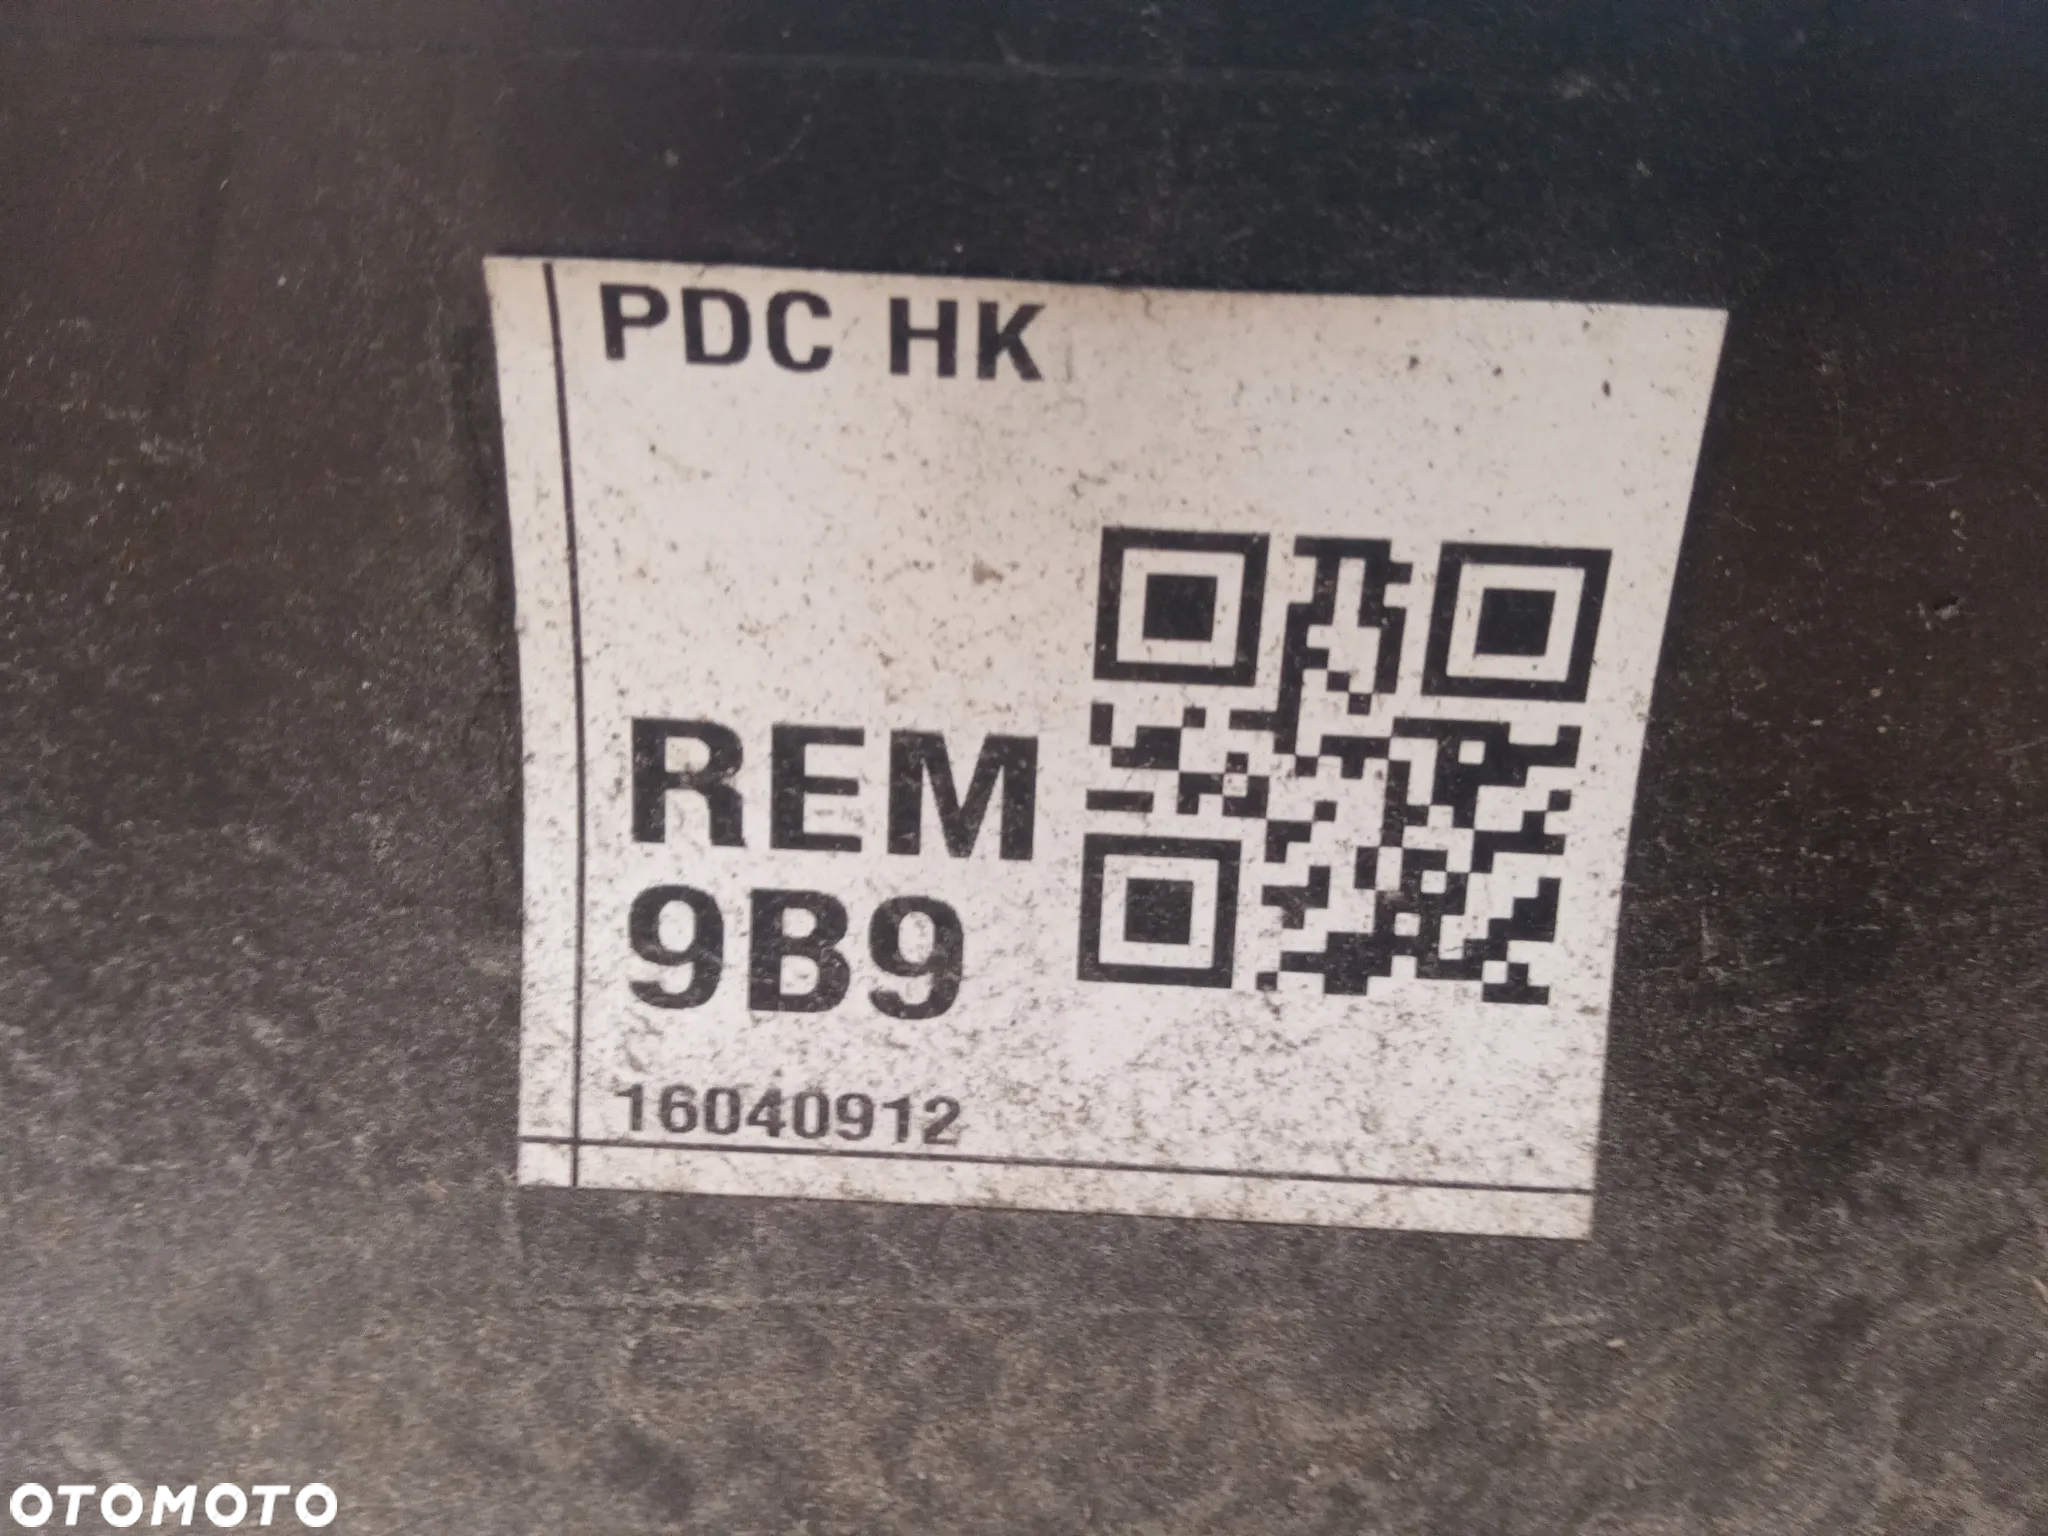 PDC HK
REM
9B9
16040912
OTOMOTO